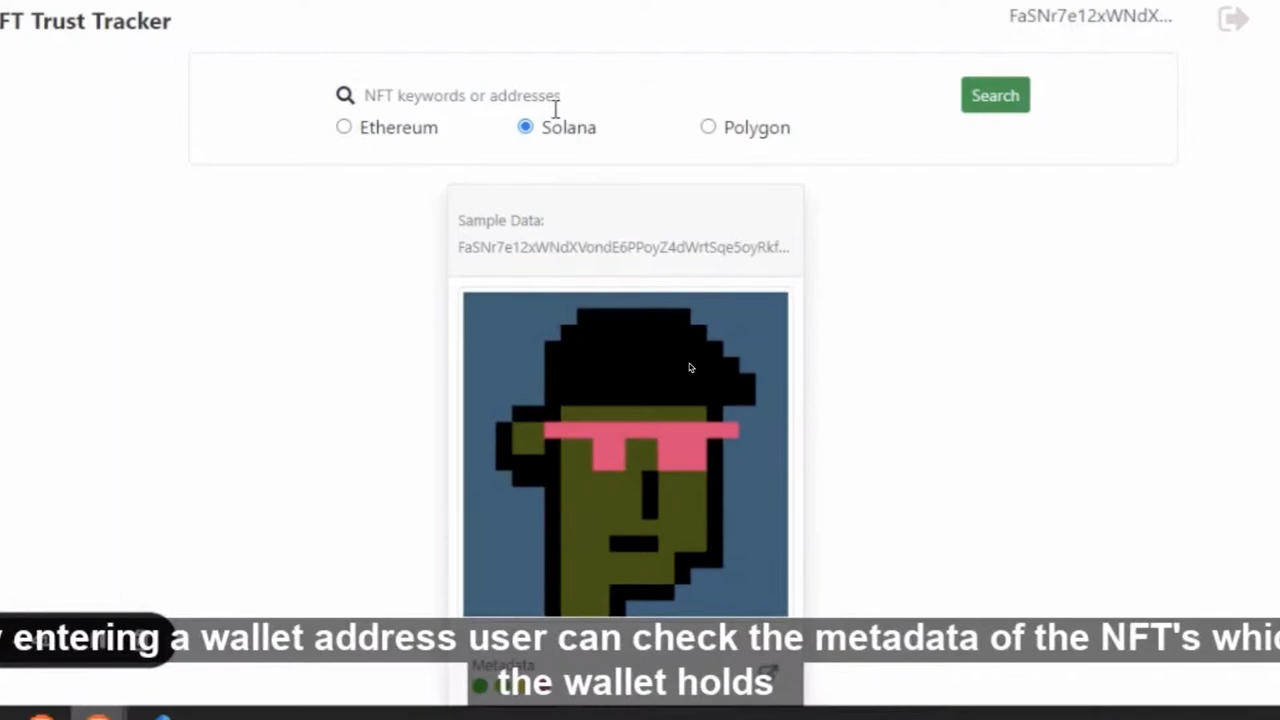 FT Trust Tracker
FaSNr7e12xWNdX...
NFT keywords or addresses
Search
Ethereum
Solana
Polygon
Sample Data:
FaSNr7e12xWNdXVondE6PPoyZ4dWrtSqe5oyRkf...
Metadata
y entering a wallet address user can check the metadata of the NFT's whic
the wallet holds